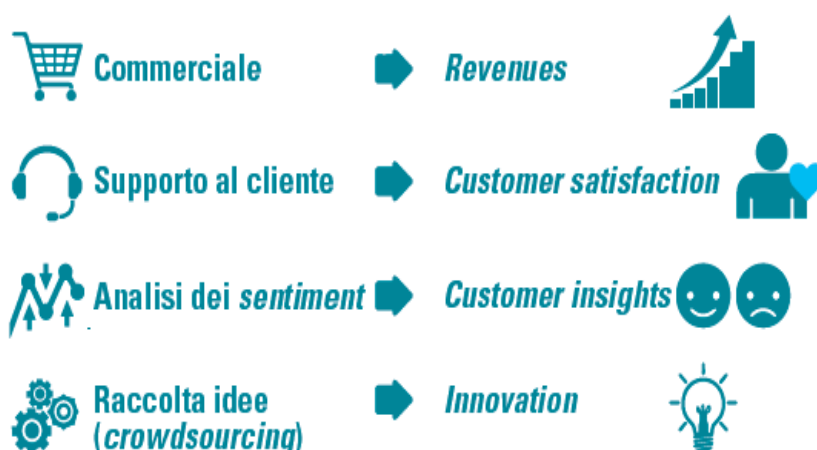 Commerciale
Revenues
Supporto al cliente
Customer satisfaction
Analisi dei sentiment
Customer insights
Raccolta idee
(crowdsourcing)
Innovation